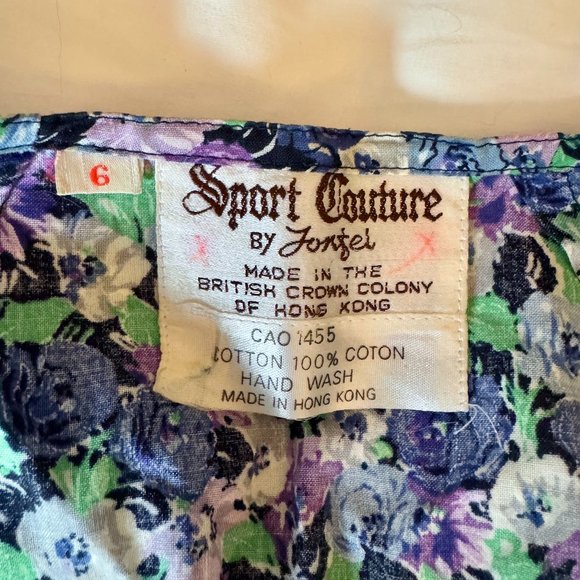 6
Sport Couture
BY Jonfel
MADE IN THE
BRITISH CROWN COLONY
OF HONG KONG
CAO 1455
COTTON 100% COTON
HAND WASH
MADE IN HONG KONG